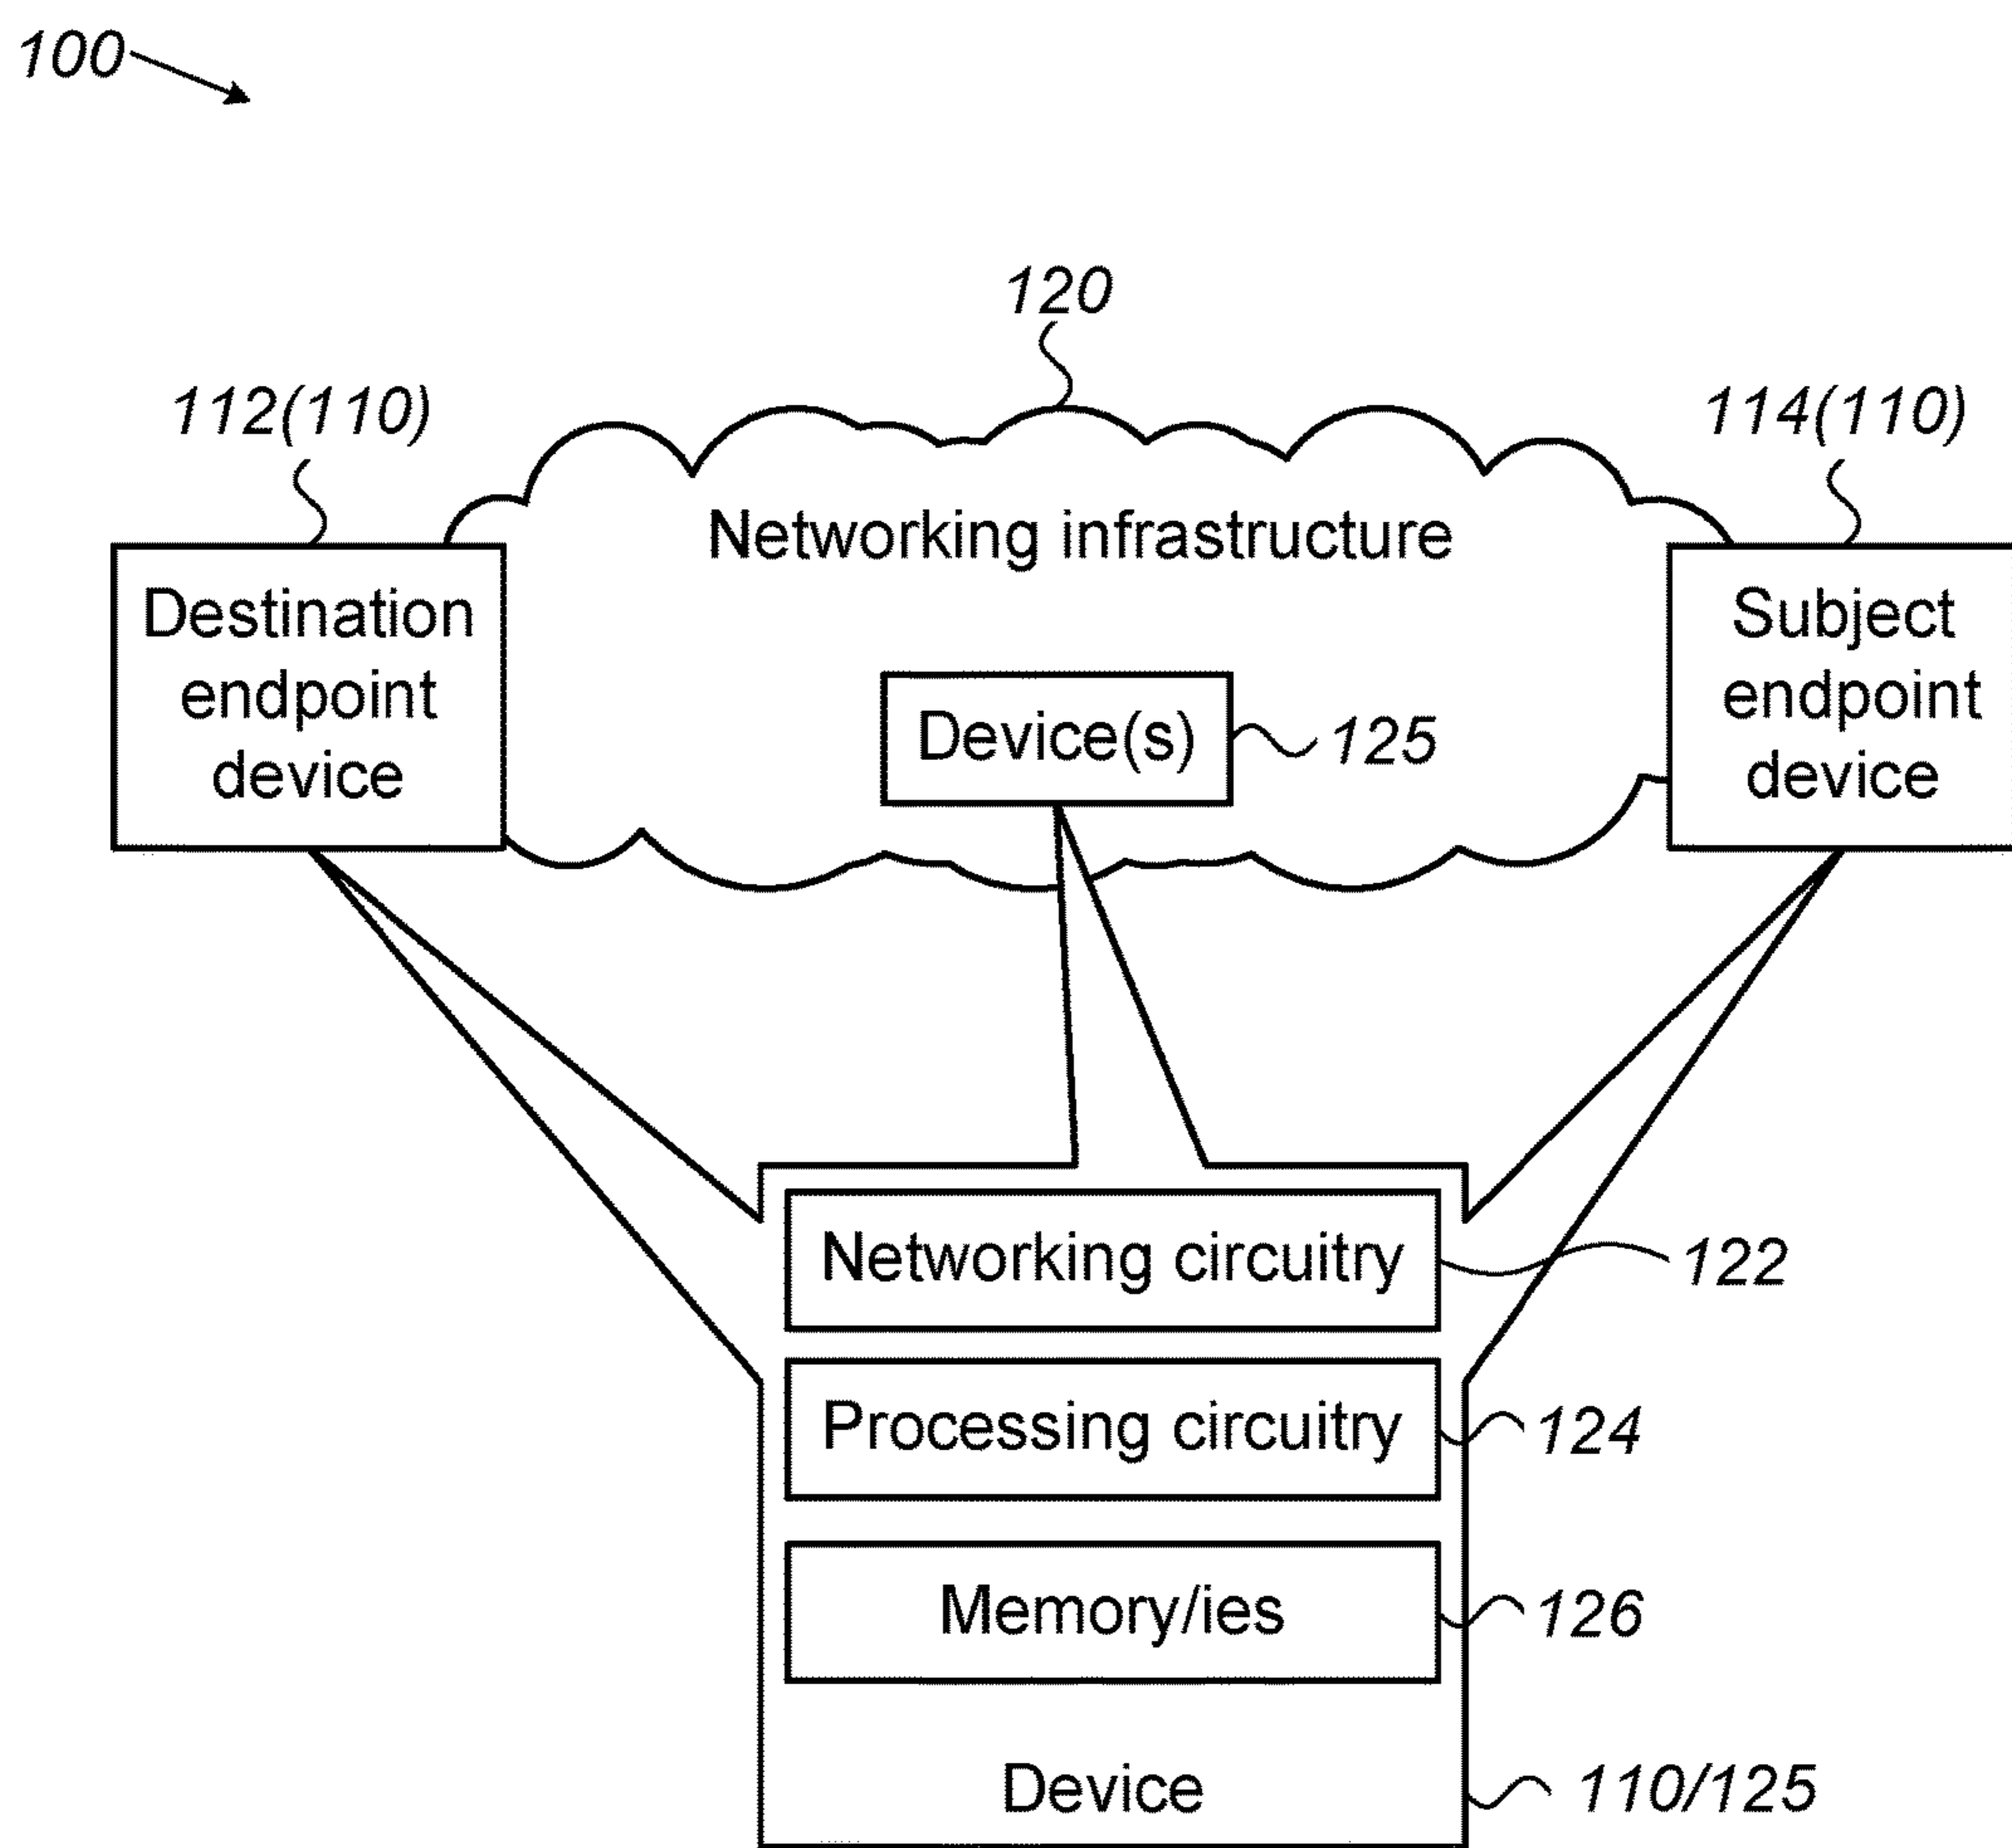 100
120
112(110)
114(110)
Networking infrastructure
Destination
endpoint
device
Device(s)
125
Subject
endpoint
device
Networking circuitry
122
Processing circuitry
124
Memory/ies
126
Device
110/125